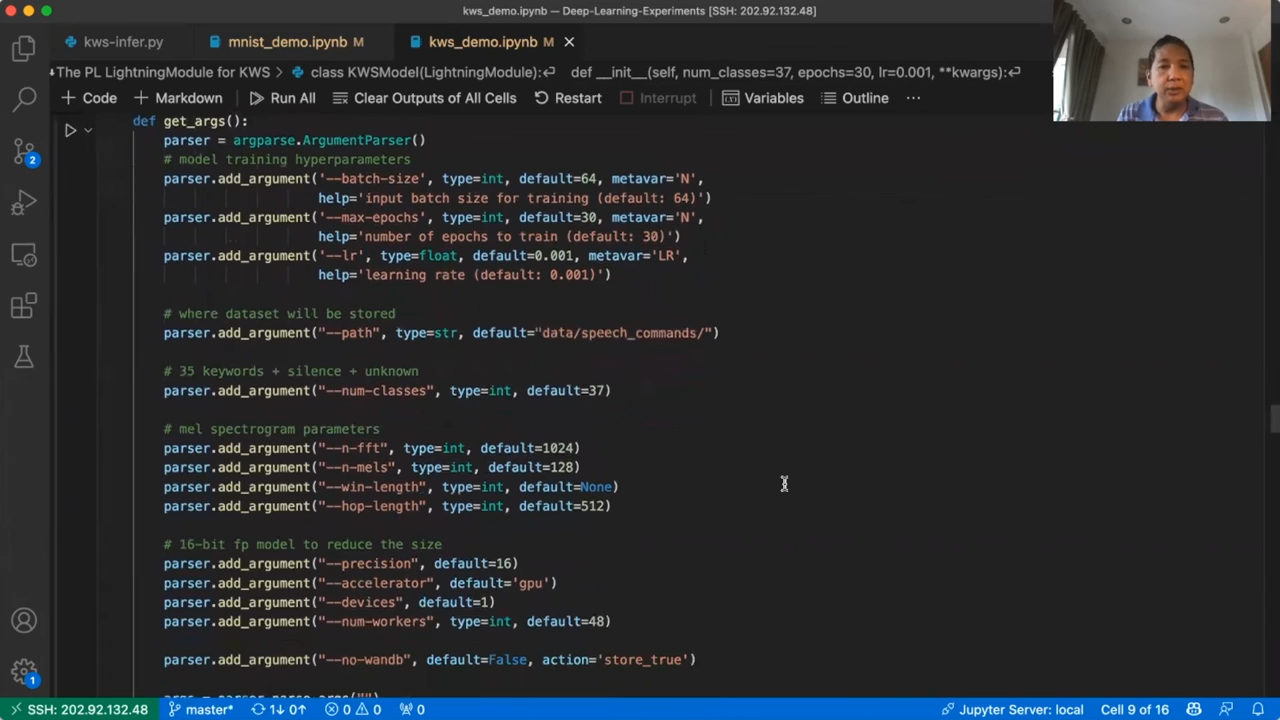 kws_demo.ipynb — Deep-Learning-Experiments [SSH: 202.92.132.48]
kws-infer.py
mnist_demo.ipynb M
kws_demo.ipynb M
The PL LightningModule for KWS > class KWSModel(LightningModule): def __init__(self, num_classes=37, epochs=30, lr=0.001, **kwargs):
+ Code + Markdown Run All Clear Outputs of All Cells Restart Interrupt Variables Outline ···
def get_args():
parser = argparse.ArgumentParser()
# model training hyperparameters
parser.add_argument('--batch-size', type=int, default=64, metavar='N',
help='input batch size for training (default: 64)')
parser.add_argument('--max-epochs', type=int, default=30, metavar='N',
help='number of epochs to train (default: 30)')
parser.add_argument('--lr', type=float, default=0.001, metavar='LR',
help='learning rate (default: 0.001)')
# where dataset will be stored
parser.add_argument("--path", type=str, default="data/speech_commands/")
# 35 keywords + silence + unknown
parser.add_argument("--num-classes", type=int, default=37)
# mel spectrogram parameters
parser.add_argument("--n-fft", type=int, default=1024)
parser.add_argument("--n-mels", type=int, default=128)
parser.add_argument("--win-length", type=int, default=None)
parser.add_argument("--hop-length", type=int, default=512)
# 16-bit fp model to reduce the size
parser.add_argument("--precision", default=16)
parser.add_argument("--accelerator", default='gpu')
parser.add_argument("--devices", default=1)
parser.add_argument("--num-workers", type=int, default=48)
parser.add_argument("--no-wandb", default=False, action='store_true')
args = parser.parse_args("")
2
1
SSH: 202.92.132.48 master* 1↓ 0↑ 0 0 0 Jupyter Server: local Cell 9 of 16